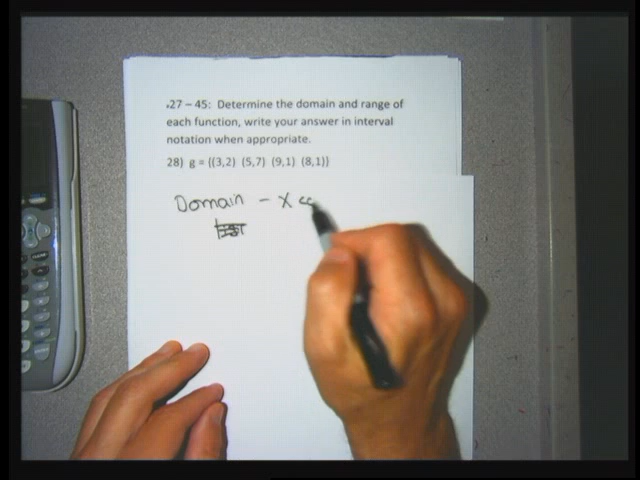 .27 – 45: Determine the domain and range of
each function, write your answer in interval
notation when appropriate.
28) g = {(3,2) (5,7) (9,1) (8,1)}
Domain – x